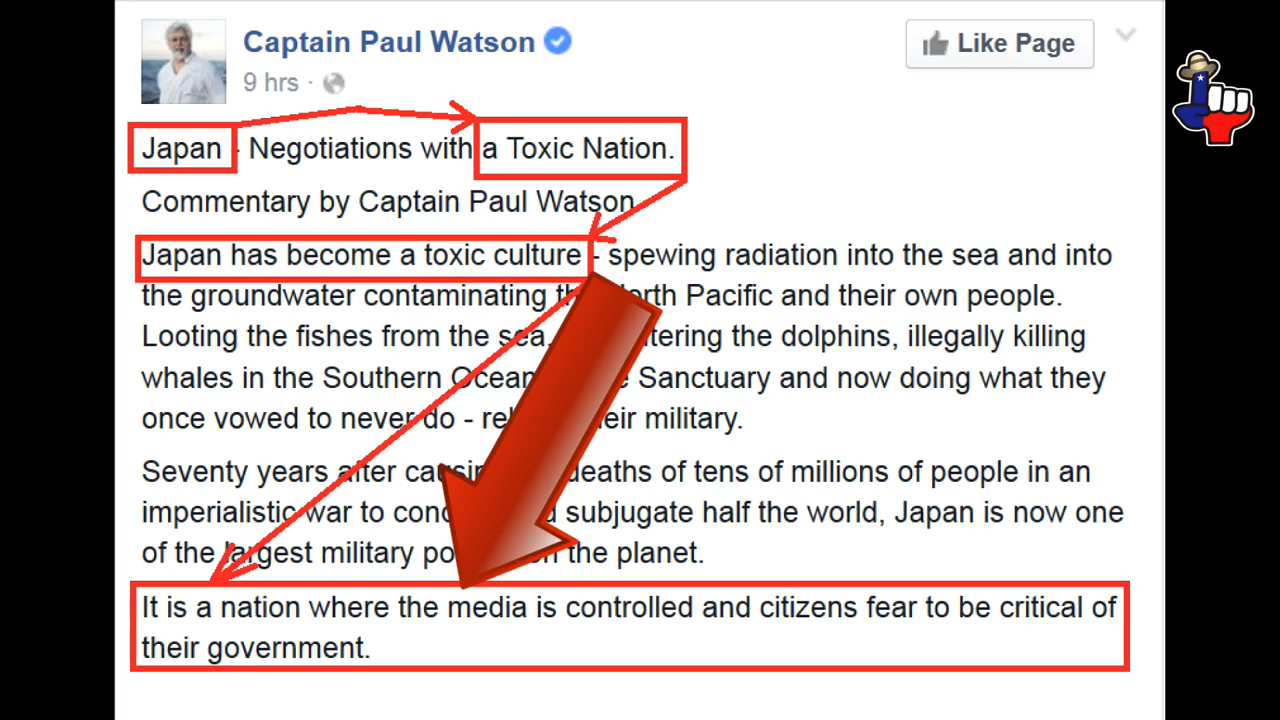 Captain Paul Watson
Like Page
9 hrs ·
Japan - Negotiations with a Toxic Nation.
Commentary by Captain Paul Watson
Japan has become a toxic culture - spewing radiation into the sea and into
the groundwater contaminating the North Pacific and their own people.
Looting the fishes from the sea, the dolphins, illegally killing
whales in the Southern Ocean Sanctuary and now doing what they
once vowed to never do - their military.
Seventy years after causing deaths of tens of millions of people in an
imperialistic war to subjugate half the world, Japan is now one
of the largest military on the planet.
It is a nation where the media is controlled and citizens fear to be critical of
their government.